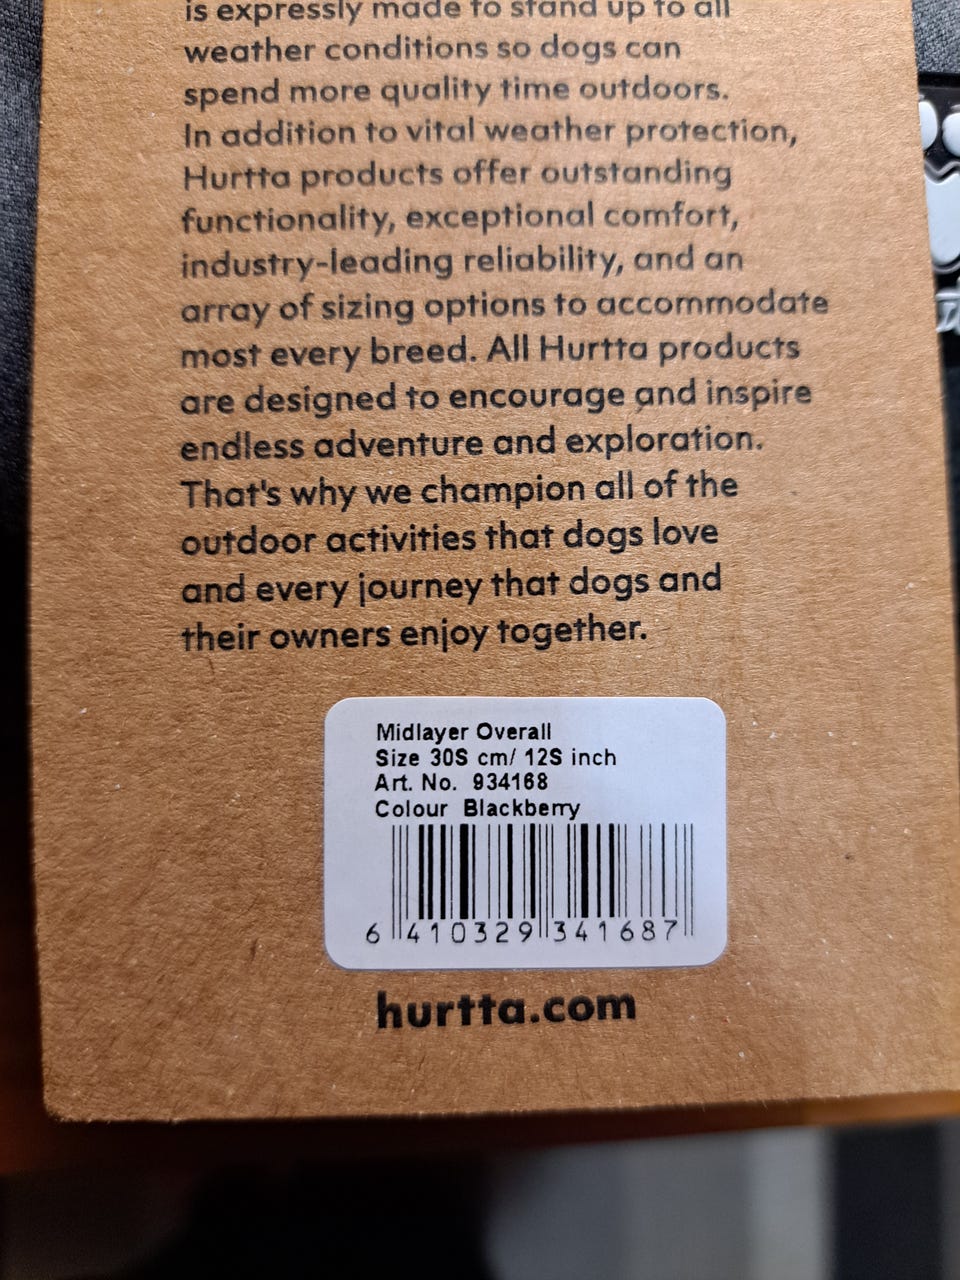 is expressly made to stand up to all
weather conditions so dogs can
spend more quality time outdoors.
In addition to vital weather protection,
Hurtta products offer outstanding
functionality, exceptional comfort,
industry-leading reliability, and an
array of sizing options to accommodate
most every breed. All Hurtta products
are designed to encourage and inspire
endless adventure and exploration.
That's why we champion all of the
outdoor activities that dogs love
and every journey that dogs and
their owners enjoy together.
Midlayer Overall
Size 30S cm/ 12S inch
Art. No. 934168
Colour Blackberry
6 410329 341687
hurtta.com